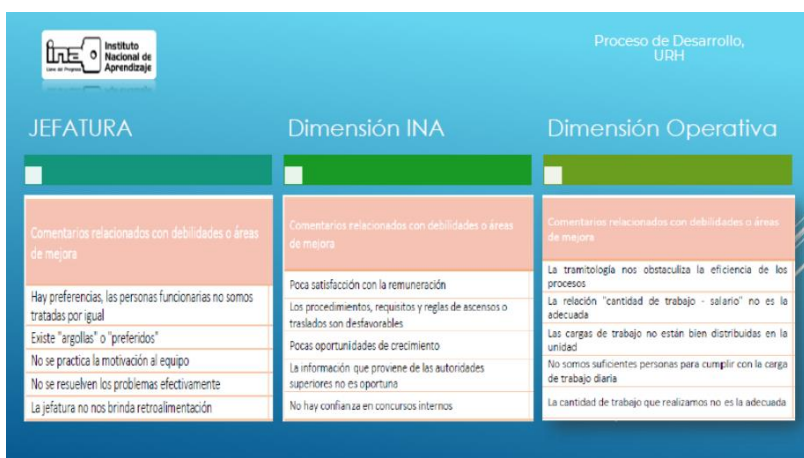 ina
Instituto
Nacional de
Aprendizaje
Proceso de Desarrollo,
URH
JEFATURA
Comentarios relacionados con debilidades o áreas
de mejora
Hay preferencias, las personas funcionarias no somos
tratadas por igual
Existe "argollas" o "preferidos"
No se practica la motivación al equipo
No se resuelven los problemas efectivamente
La jefatura no nos brinda retroalimentación
Dimensión INA
Comentarios relacionados con debilidades o áreas
de mejora
Poca satisfacción con la remuneración
Los procedimientos, requisitos y reglas de ascensos o
traslados son desfavorables
Pocas oportunidades de crecimiento
La información que proviene de las autoridades
superiores no es oportuna
No hay confianza en concursos internos
Dimensión Operativa
Comentarios relacionados con debilidades o áreas
de mejora
La tramitología nos obstaculiza la eficiencia de los
procesos
La relación "cantidad de trabajo - salario" no es la
adecuada
Las cargas de trabajo no están bien distribuidas en la
unidad
No somos suficientes personas para cumplir con la carga
de trabajo diaria
La cantidad de trabajo que realizamos no es la adecuada